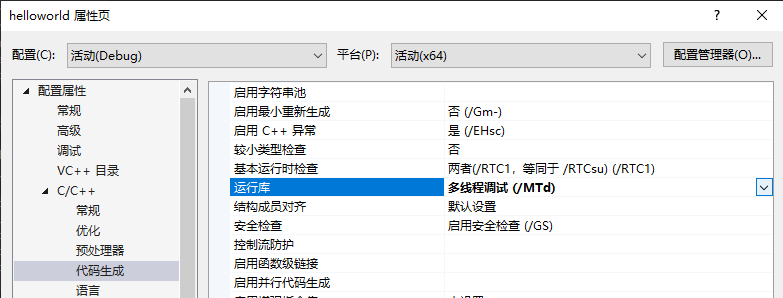 helloworld 属性页
配置(C): 活动(Debug) 平台(P): 活动(x64) 配置管理器(O)...
配置属性
常规
高级
调试
VC++ 目录
C/C++
常规
优化
预处理器
代码生成
语言
启用字符串池
启用最小重新生成 否 (/Gm-)
启用 C++ 异常 是 (/EHsc)
较小类型检查 否
基本运行时检查 两者(/RTC1，等同于 /RTCsu) (/RTC1)
运行库 多线程调试 (/MTd)
结构成员对齐 默认设置
安全检查 启用安全检查 (/GS)
控制流防护
启用函数级链接
启用并行代码生成